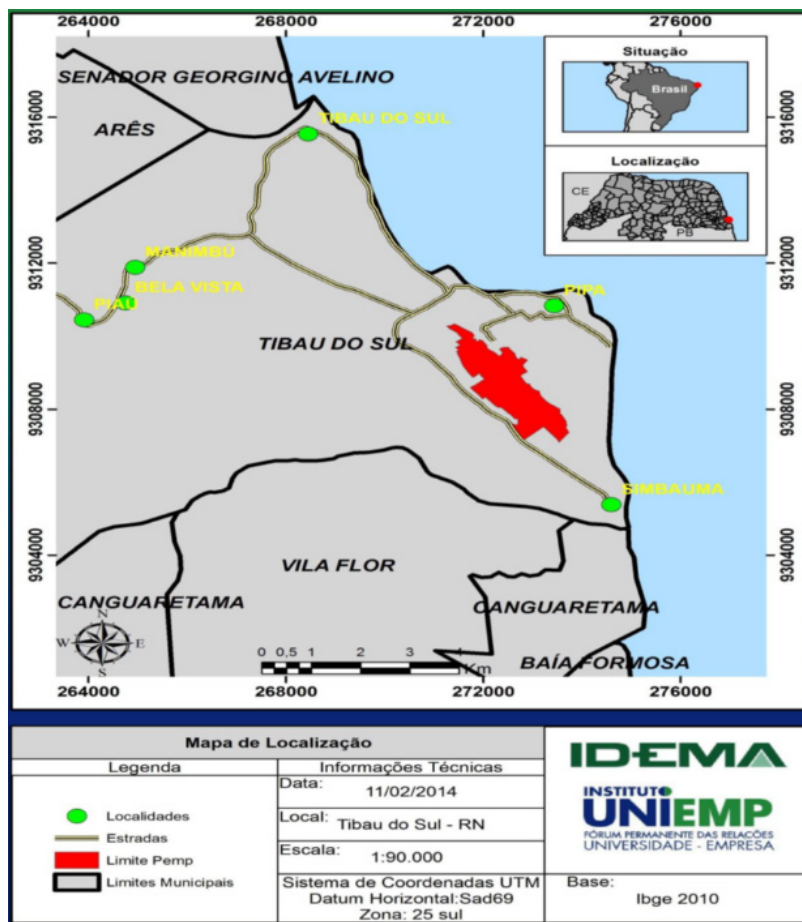 264000 268000 272000 276000
Situação
Brasil
Localização
CE
PB
9316000
9312000
9308000
9304000
9316000
9312000
9308000
9304000
SENADOR GEORGINO AVELINO
ARÊS
TIBAU DO SUL
MANIMBÚ
BELA VISTA
PIAU
PIPA
TIBAU DO SUL
SIMBAUMA
VILA FLOR
CANGUARETAMA
CANGUARETAMA
BAÍA FORMOSA
N
W E
S
0 0,5 1 2 3 4
Km
264000 268000 272000 276000
Mapa de Localização
Legenda
Localidades
Estradas
Limite Pemp
Limites Municipais
Informações Técnicas
Data: 11/02/2014
Local: Tibau do Sul - RN
Escala: 1:90.000
Sistema de Coordenadas UTM
Datum Horizontal:Sad69
Zona: 25 sul
IDEMA
INSTITUTO
UNIEMP
FÓRUM PERMANENTE DAS RELAÇÕES
UNIVERSIDADE - EMPRESA
Base:
Ibge 2010